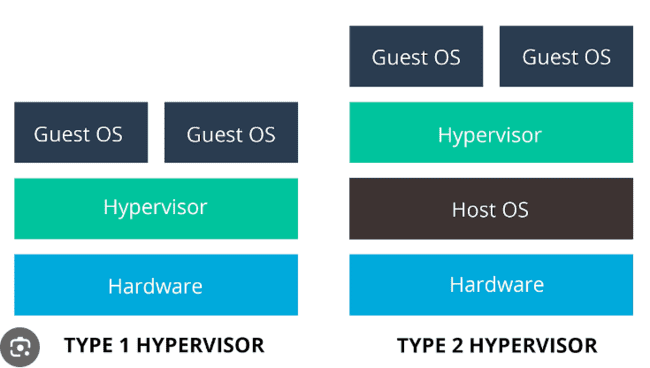 Guest OS Guest OS
Hypervisor
Hardware
TYPE 1 HYPERVISOR
Guest OS Guest OS
Hypervisor
Host OS
Hardware
TYPE 2 HYPERVISOR